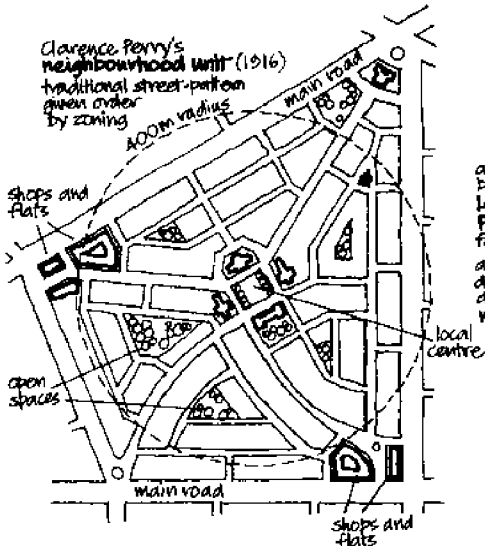 Clarence Perry's
neighbourhood unit (1916)
traditional street-pattern
given order
by zoning
main road
400m radius
shops and
flats
local
centre
open
spaces
main road
shops and
flats